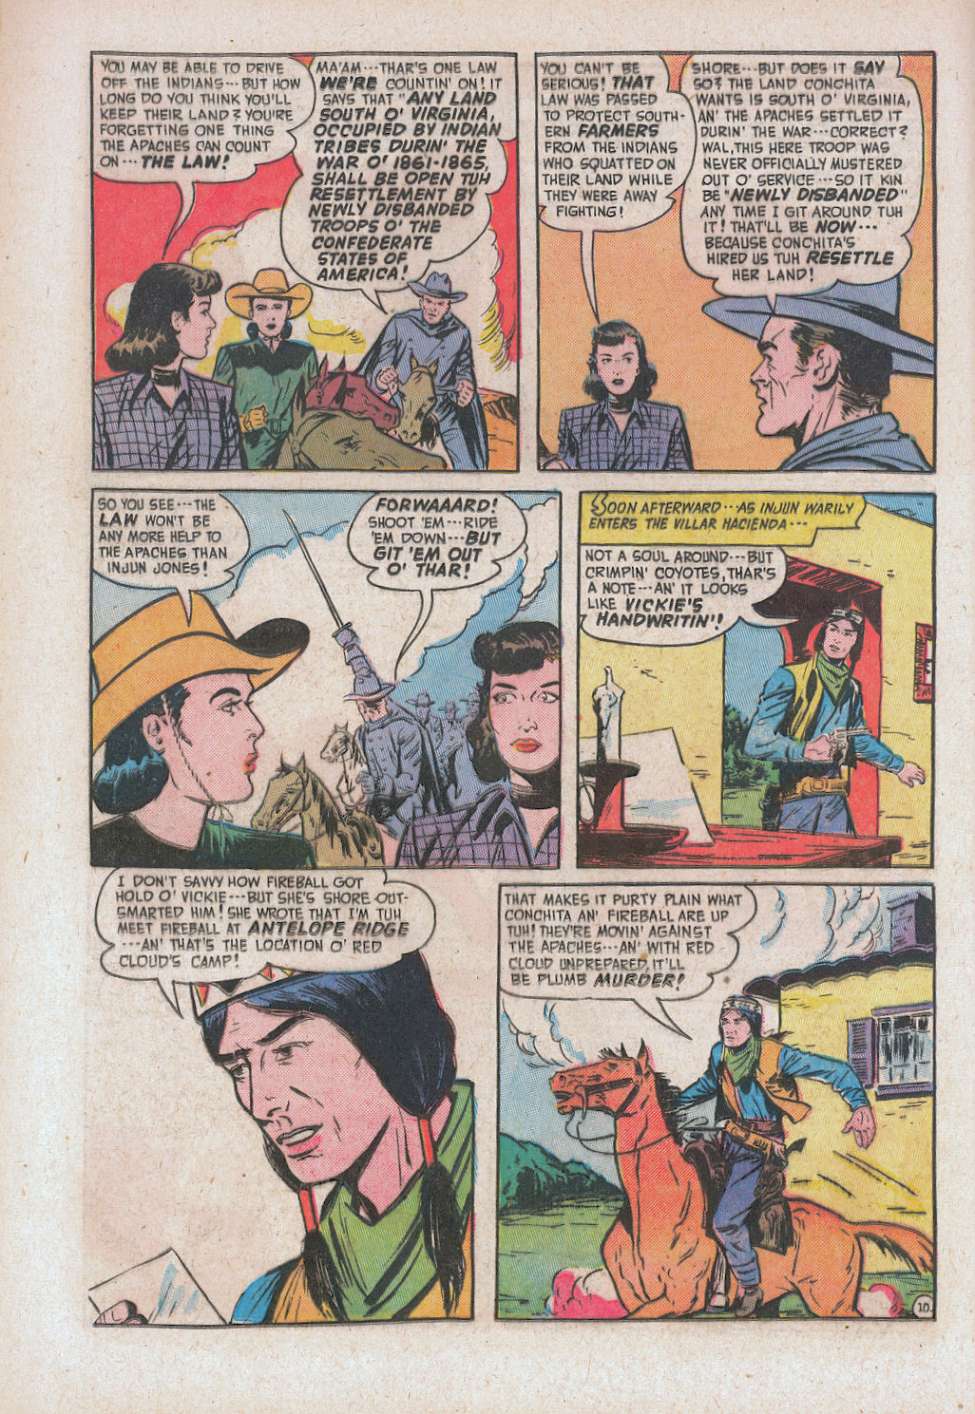 YOU MAY BE ABLE TO DRIVE
OFF THE INDIANS---BUT HOW
LONG DO YOU THINK YOU'LL
KEEP THEIR LAND? YOU'RE
FORGETTING ONE THING
THE APACHES CAN COUNT
ON--- THE LAW!
MA'AM---THAR'S ONE LAW
WE'RE COUNTIN' ON! IT
SAYS THAT "ANY LAND
SOUTH O' VIRGINIA,
OCCUPIED BY INDIAN
TRIBES DURIN' THE
WAR O' 1861-1865,
SHALL BE OPEN TUH
RESETTLEMENT BY
NEWLY DISBANDED
TROOPS O' THE
CONFEDERATE
STATES OF
AMERICA!
YOU CAN'T BE
SERIOUS! THAT
LAW WAS PASSED
TO PROTECT SOUTH-
ERN FARMERS
FROM THE INDIANS
WHO SQUATTED ON
THEIR LAND WHILE
THEY WERE AWAY
FIGHTING!
SHORE---BUT DOES IT SAY
SO? THE LAND CONCHITA
WANTS IS SOUTH O' VIRGINIA,
AN' THE APACHES SETTLED IT
DURIN' THE WAR---CORRECT?
WAL, THIS HERE TROOP WAS
NEVER OFFICIALLY MUSTERED
OUT O' SERVICE---SO IT KIN
BE "NEWLY DISBANDED"
ANY TIME I GIT AROUND TUH
IT! THAT'LL BE NOW---
BECAUSE CONCHITA'S
HIRED US TUH RESETTLE
HER LAND!
SO YOU SEE---THE
LAW WON'T BE
ANY MORE HELP TO
THE APACHES THAN
INJUN JONES!
FORWAAARD!
SHOOT 'EM---RIDE
'EM DOWN---BUT
GIT 'EM OUT
O' THAR!
SOON AFTERWARD---AS INJUN WARILY
ENTERS THE VILLAR HACIENDA---
NOT A SOUL AROUND---BUT
CRIMPIN' COYOTES, THAR'S
A NOTE---AN' IT LOOKS
LIKE VICKIE'S
HANDWRITIN'!
I DON'T SAVVY HOW FIREBALL GOT
HOLD O' VICKIE---BUT SHE'S SHORE OUT-
SMARTED HIM! SHE WROTE THAT I'M TUH
MEET FIREBALL AT ANTELOPE RIDGE
---AN' THAT'S THE LOCATION O' RED
CLOUD'S CAMP!
THAT MAKES IT PURTY PLAIN WHAT
CONCHITA AN' FIREBALL ARE UP
TUH! THEY'RE MOVIN' AGAINST
THE APACHES---AN' WITH RED
CLOUD UNPREPARED, IT'LL
BE PLUMB MURDER!
10.